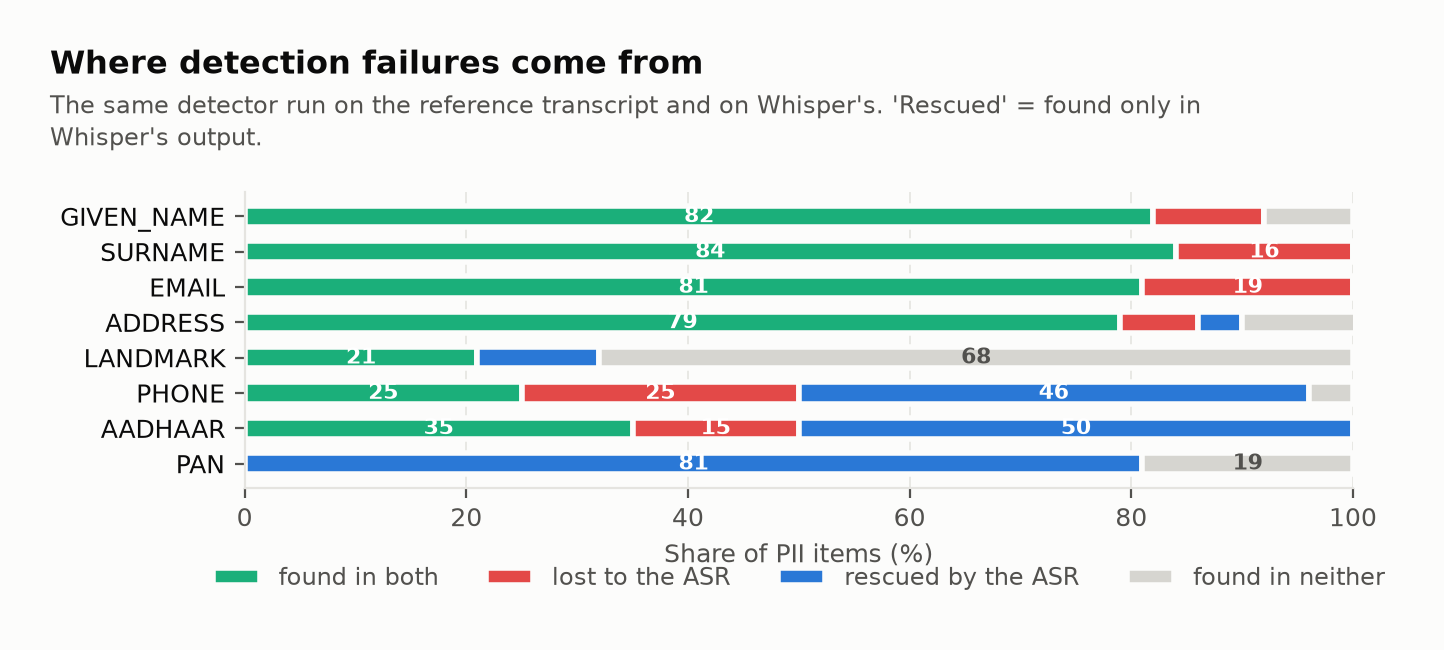 Where detection failures come from
The same detector run on the reference transcript and on Whisper's. 'Rescued' = found only in
Whisper's output.
GIVEN_NAME 82
SURNAME 84 16
EMAIL 81 19
ADDRESS 79
LANDMARK 21 68
PHONE 25 25 46
AADHAAR 35 15 50
PAN 81 19
0 20 40 60 80 100
Share of PII items (%)
found in both lost to the ASR rescued by the ASR found in neither